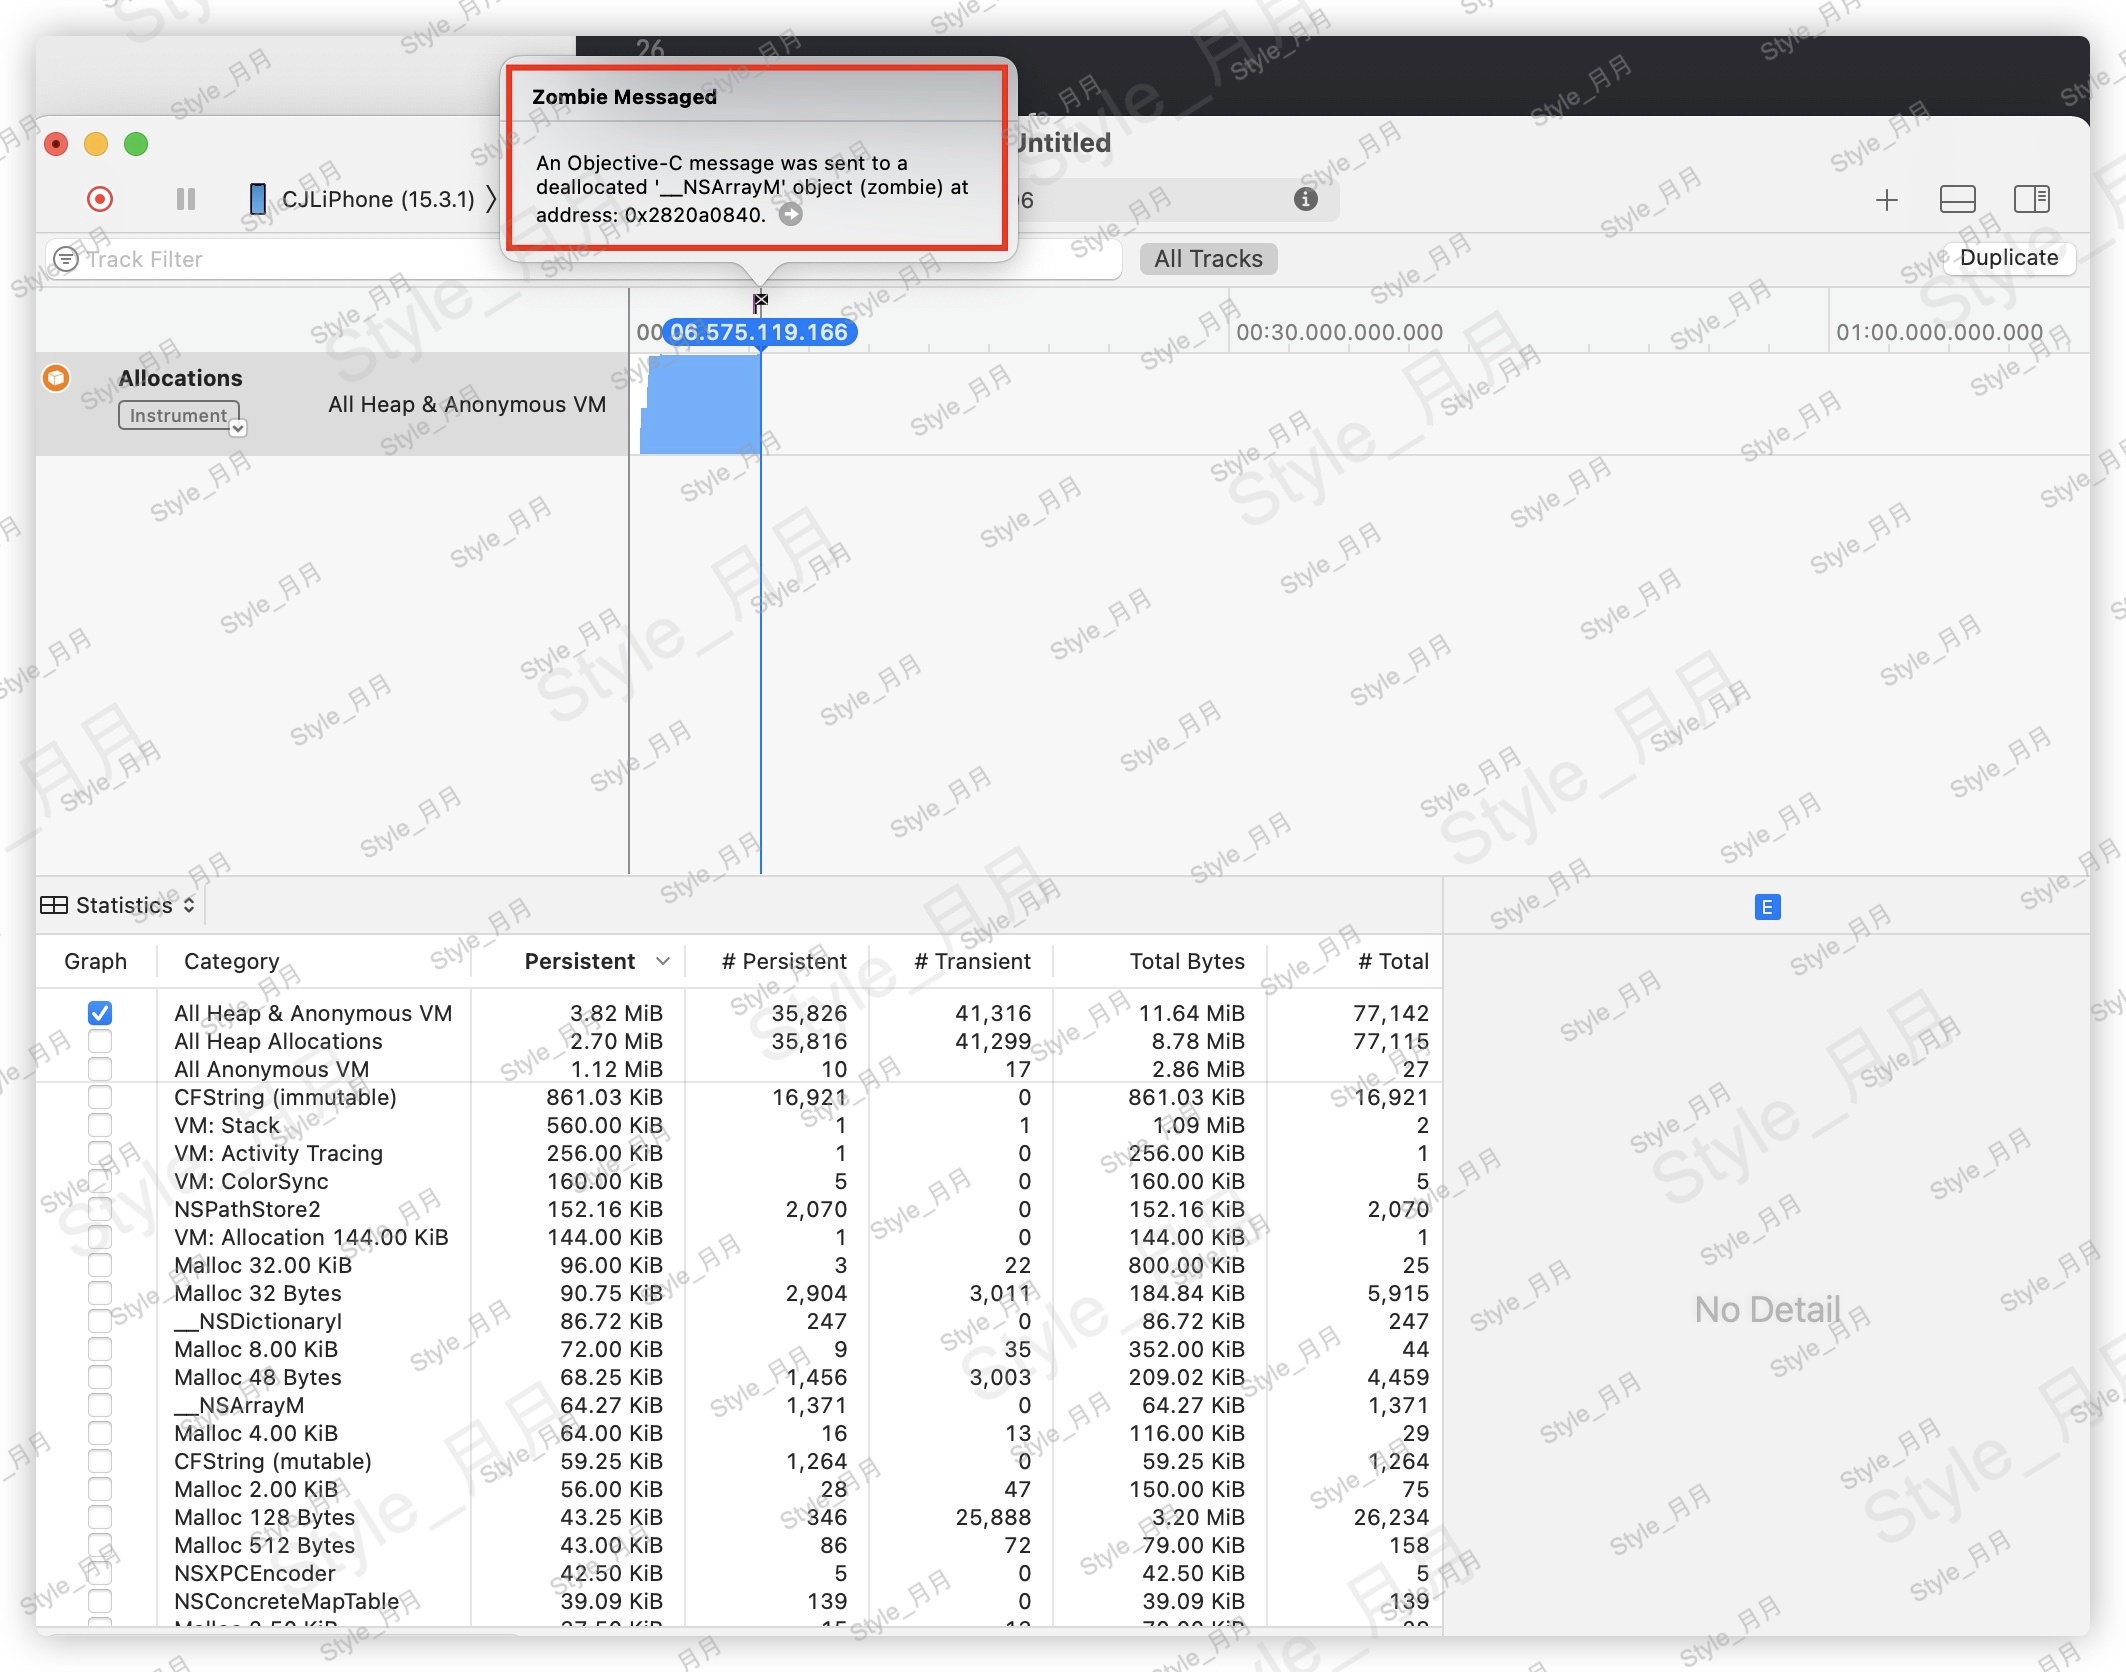 26
Zombie Messaged
An Objective-C message was sent to a
deallocated '__NSArrayM' object (zombie) at
address: 0x2820a0840.
Untitled
CJLiPhone (15.3.1)
Track Filter
All Tracks
Duplicate
00
06.575.119.166
00:30.000.000.000
01:00.000.000.000
Allocations
Instrument
All Heap & Anonymous VM
Statistics
E
Graph Category Persistent # Persistent # Transient Total Bytes # Total
All Heap & Anonymous VM 3.82 MiB 35,826 41,316 11.64 MiB 77,142
All Heap Allocations 2.70 MiB 35,816 41,299 8.78 MiB 77,115
All Anonymous VM 1.12 MiB 10 17 2.86 MiB 27
CFString (immutable) 861.03 KiB 16,921 0 861.03 KiB 16,921
VM: Stack 560.00 KiB 1 1 1.09 MiB 2
VM: Activity Tracing 256.00 KiB 1 0 256.00 KiB 1
VM: ColorSync 160.00 KiB 5 0 160.00 KiB 5
NSPathStore2 152.16 KiB 2,070 0 152.16 KiB 2,070
VM: Allocation 144.00 KiB 144.00 KiB 1 0 144.00 KiB 1
Malloc 32.00 KiB 96.00 KiB 3 22 800.00 KiB 25
Malloc 32 Bytes 90.75 KiB 2,904 3,011 184.84 KiB 5,915
__NSDictionaryI 86.72 KiB 247 0 86.72 KiB 247
Malloc 8.00 KiB 72.00 KiB 9 35 352.00 KiB 44
Malloc 48 Bytes 68.25 KiB 1,456 3,003 209.02 KiB 4,459
__NSArrayM 64.27 KiB 1,371 0 64.27 KiB 1,371
Malloc 4.00 KiB 64.00 KiB 16 13 116.00 KiB 29
CFString (mutable) 59.25 KiB 1,264 0 59.25 KiB 1,264
Malloc 2.00 KiB 56.00 KiB 28 47 150.00 KiB 75
Malloc 128 Bytes 43.25 KiB 346 25,888 3.20 MiB 26,234
Malloc 512 Bytes 43.00 KiB 86 72 79.00 KiB 158
NSXPCEncoder 42.50 KiB 5 0 42.50 KiB 5
NSConcreteMapTable 39.09 KiB 139 0 39.09 KiB 139
No Detail
Style_月月